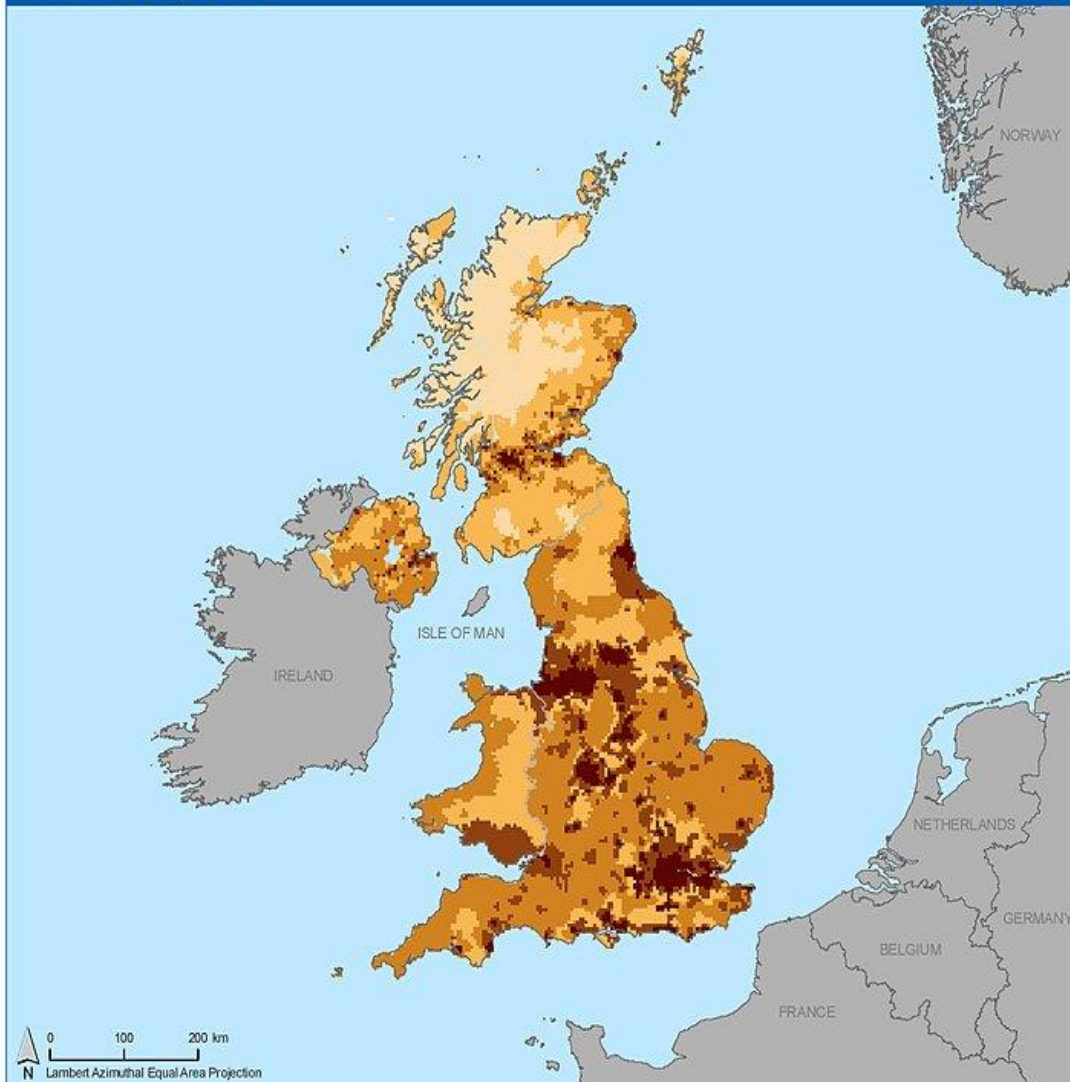 NORWAY
ISLE OF MAN
IRELAND
NETHERLANDS
GERMANY
BELGIUM
FRANCE
0 100 200 km
N Lambert Azimuthal Equal Area Projection